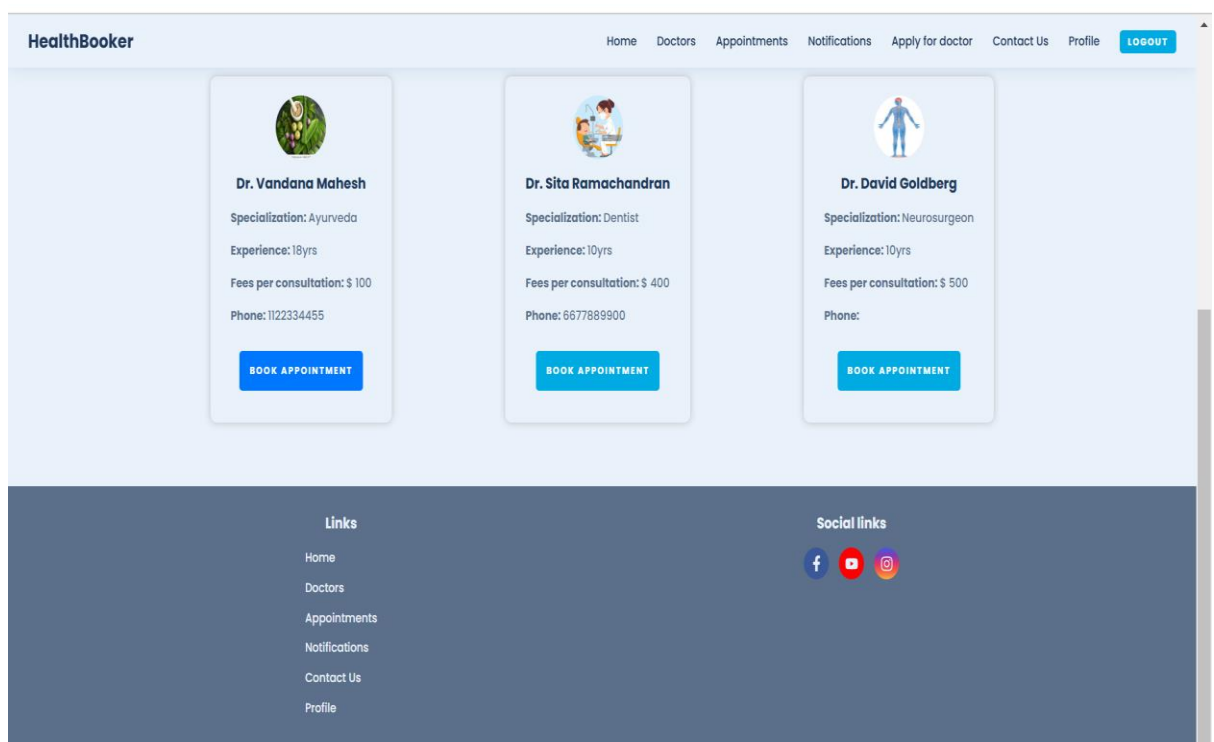 HealthBooker
Home Doctors Appointments Notifications Apply for doctor Contact Us Profile LOGOUT
Dr. Vandana Mahesh
Specialization: Ayurveda
Experience: 18yrs
Fees per consultation: $ 100
Phone: 1122334455
BOOK APPOINTMENT
Dr. Sita Ramachandran
Specialization: Dentist
Experience: 10yrs
Fees per consultation: $ 400
Phone: 6677889900
BOOK APPOINTMENT
Dr. David Goldberg
Specialization: Neurosurgeon
Experience: 10yrs
Fees per consultation: $ 500
Phone:
BOOK APPOINTMENT
Links
Home
Doctors
Appointments
Notifications
Contact Us
Profile
Social links